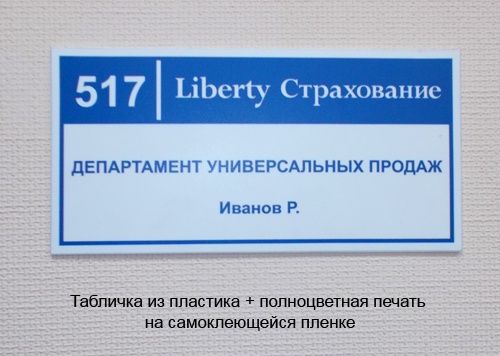 517 | Liberty Страхование
ДЕПАРТАМЕНТ УНИВЕРСАЛЬНЫХ ПРОДАЖ
Иванов Р.
Табличка из пластика + полноцветная печать
на самоклеющейся пленке